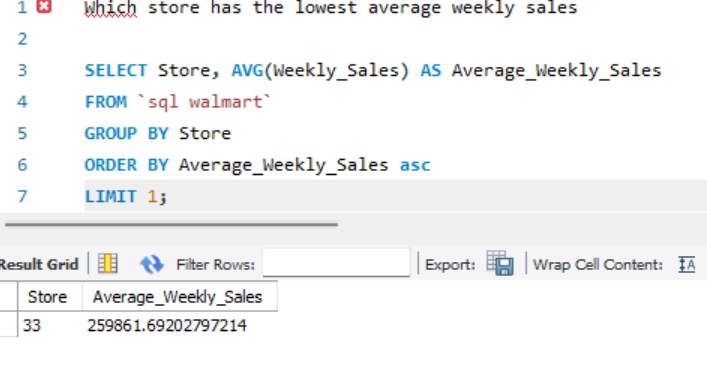 1 Which store has the lowest average weekly sales
2
3 SELECT Store, AVG(Weekly_Sales) AS Average_Weekly_Sales
4 FROM `sql walmart`
5 GROUP BY Store
6 ORDER BY Average_Weekly_Sales asc
7 LIMIT 1;
Result Grid Filter Rows: Export: Wrap Cell Content: IA
Store Average_Weekly_Sales
33 259861.69202797214